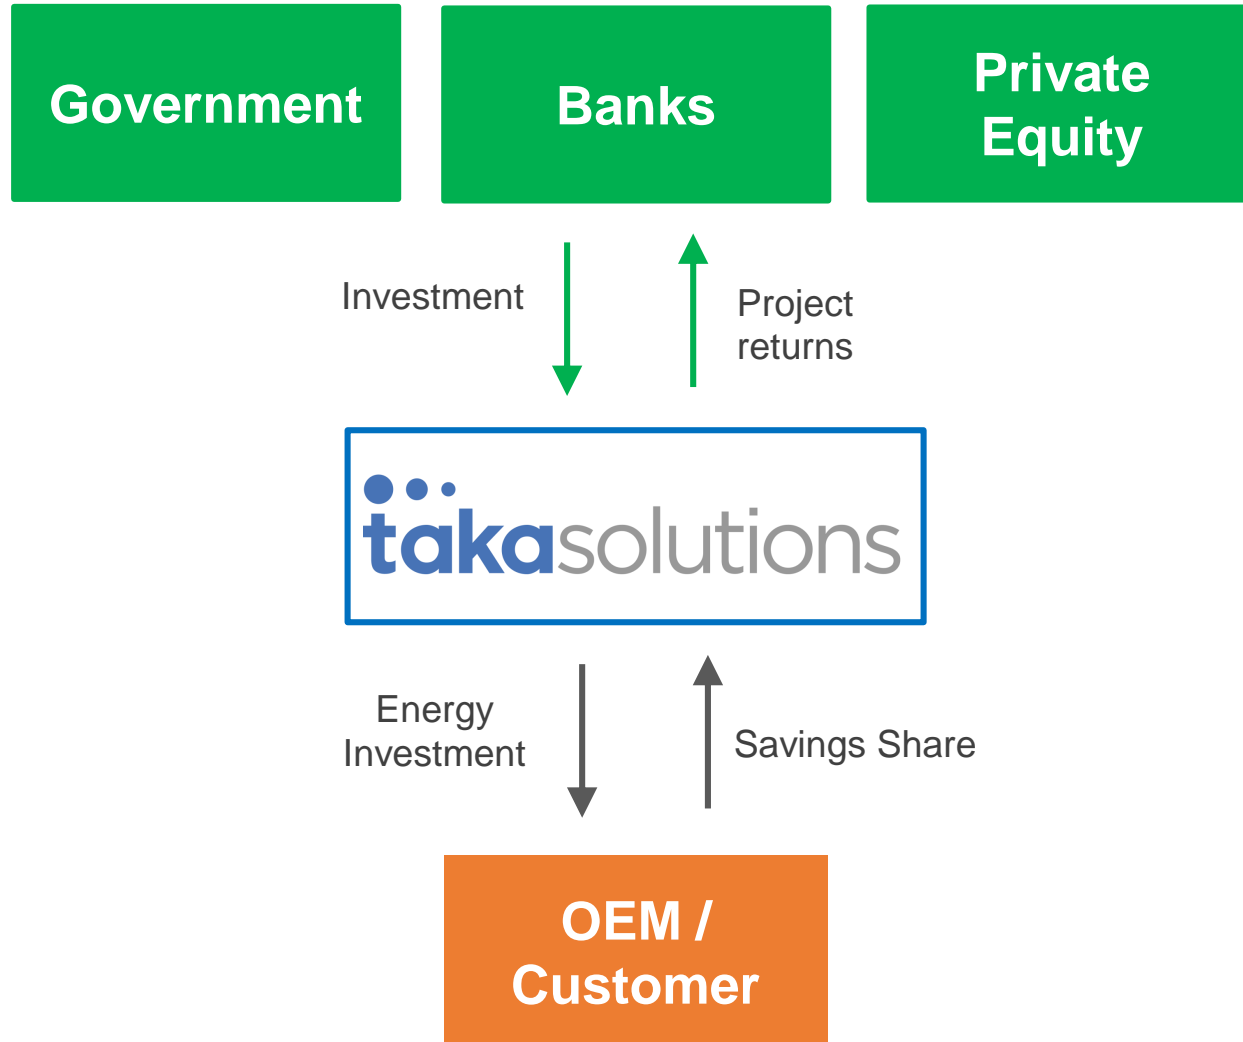 Government
Banks
Private
Equity
Investment
Project
returns
takasolutions
Energy
Investment
Savings Share
OEM /
Customer